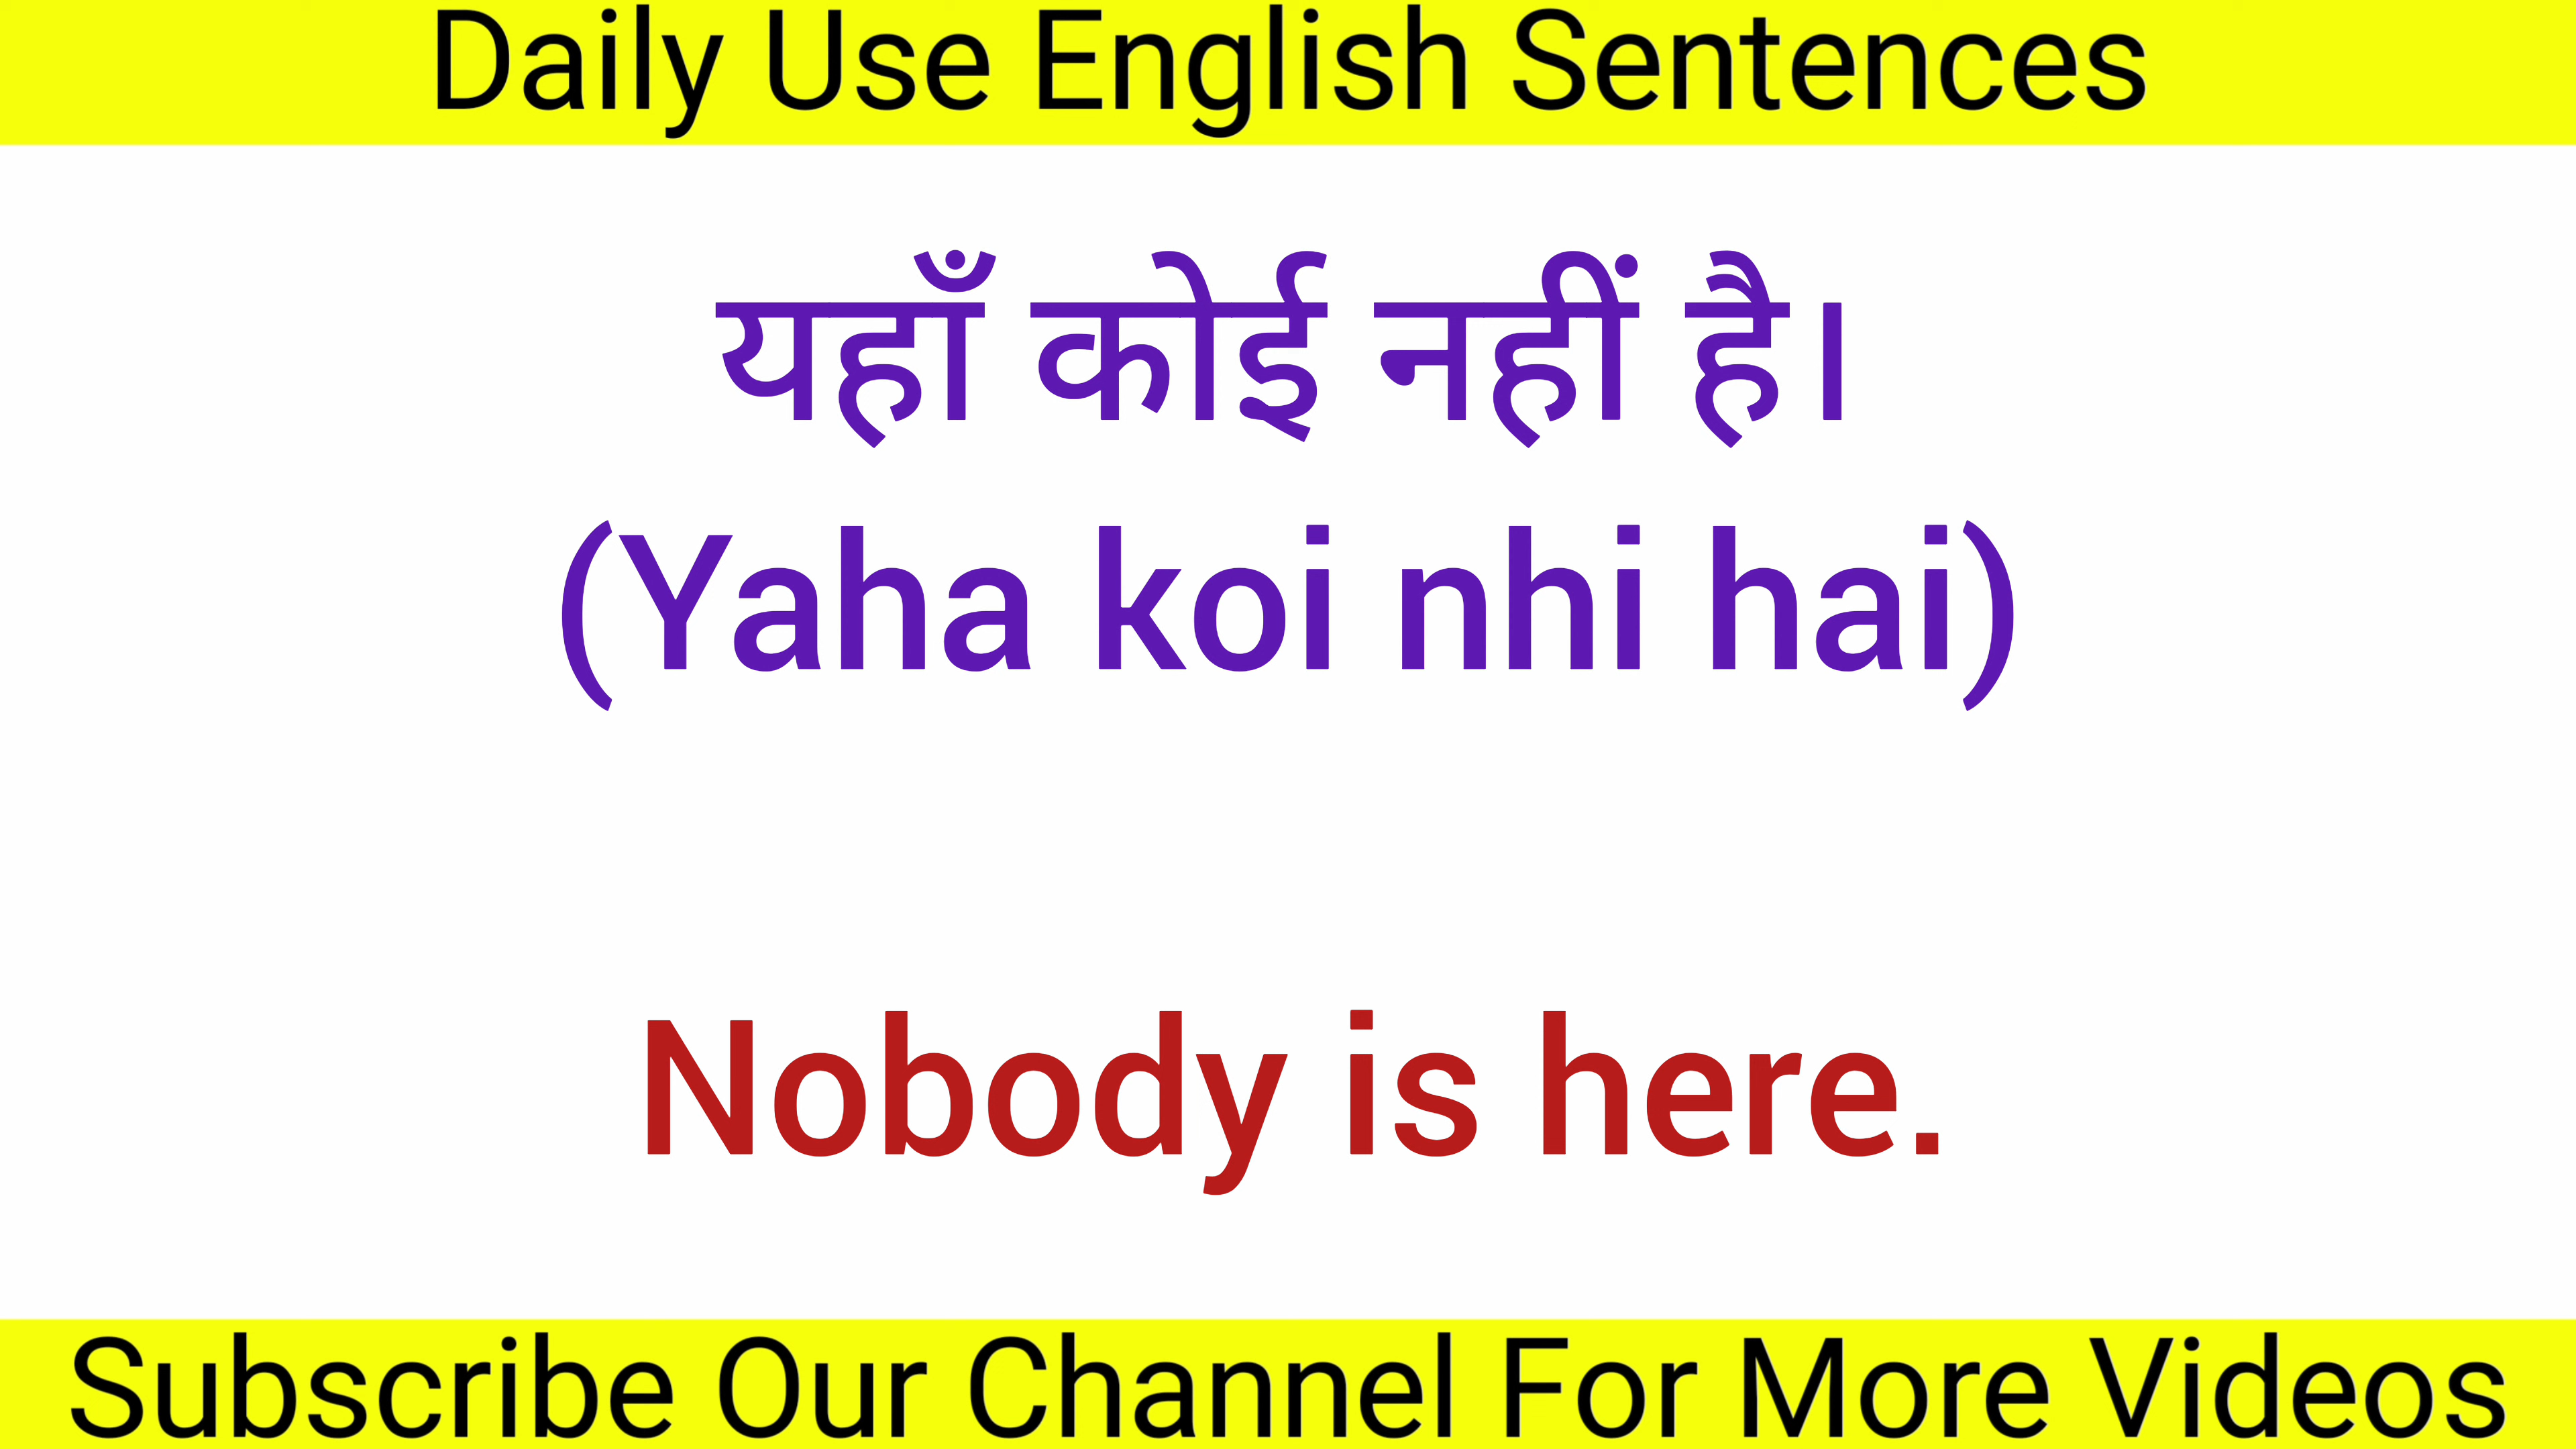 Daily Use English Sentences
यहाँ कोई नहीं है।
(Yaha koi nhi hai)
Nobody is here.
Subscribe Our Channel For More Videos